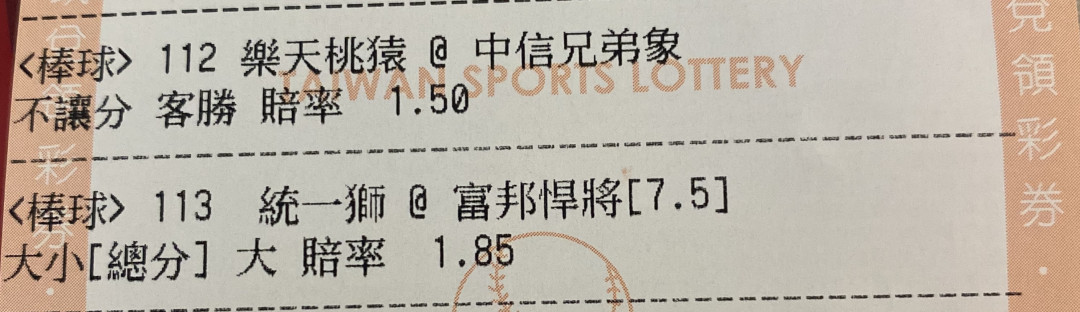 <棒球> 112 樂天桃猿 @ 中信兄弟象
TAIWAN SPORTS LOTTERY
不讓分 客勝 賠率 1.50
<棒球> 113 統一獅 @ 富邦悍將[7.5]
大小[總分] 大 賠率 1.85
兌領彩券